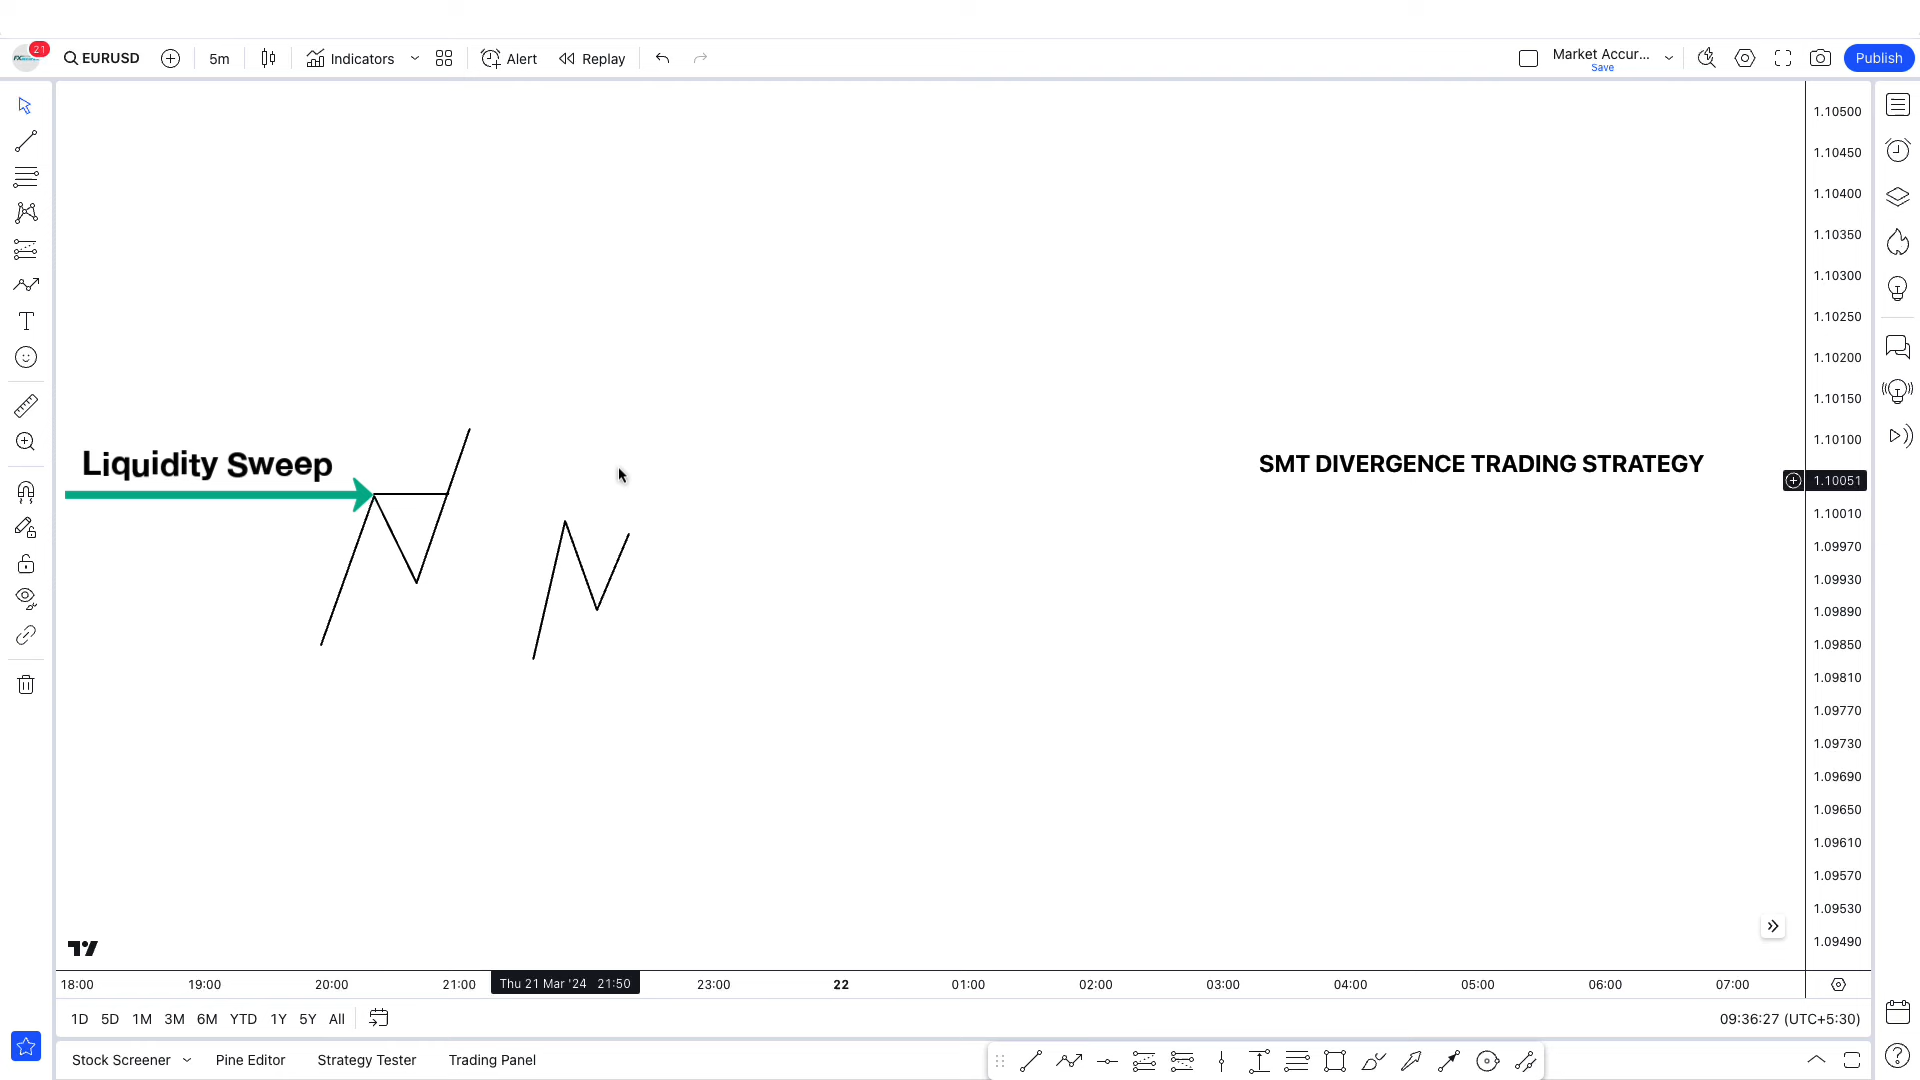 21
EURUSD
5m
Indicators
Alert
Replay
Market Accur...
Save
Publish
1.10500
1.10450
1.10400
1.10350
1.10300
1.10250
1.10200
1.10150
1.10100
Liquidity Sweep
SMT DIVERGENCE TRADING STRATEGY
1.10051
1.10010
1.09970
1.09930
1.09890
1.09850
1.09810
1.09770
1.09730
1.09690
1.09650
1.09610
1.09570
1.09530
1.09490
18:00 19:00 20:00 21:00 Thu 21 Mar '24 21:50 23:00 22 01:00 02:00 03:00 04:00 05:00 06:00 07:00
1D 5D 1M 3M 6M YTD 1Y 5Y All
09:36:27 (UTC+5:30)
Stock Screener Pine Editor Strategy Tester Trading Panel